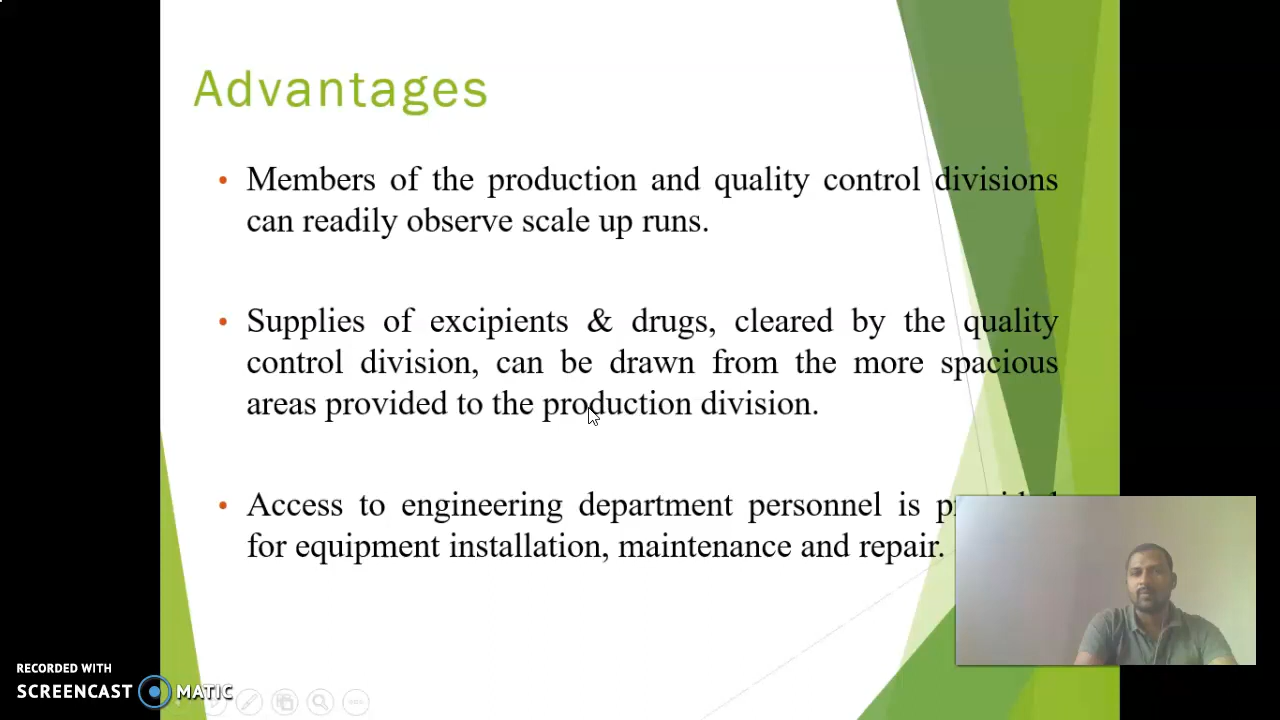 Advantages
• Members of the production and quality control divisions
can readily observe scale up runs.
• Supplies of excipients & drugs, cleared by the quality
control division, can be drawn from the more spacious
areas provided to the production division.
• Access to engineering department personnel is
for equipment installation, maintenance and repair.
RECORDED WITH
SCREENCAST MATIC